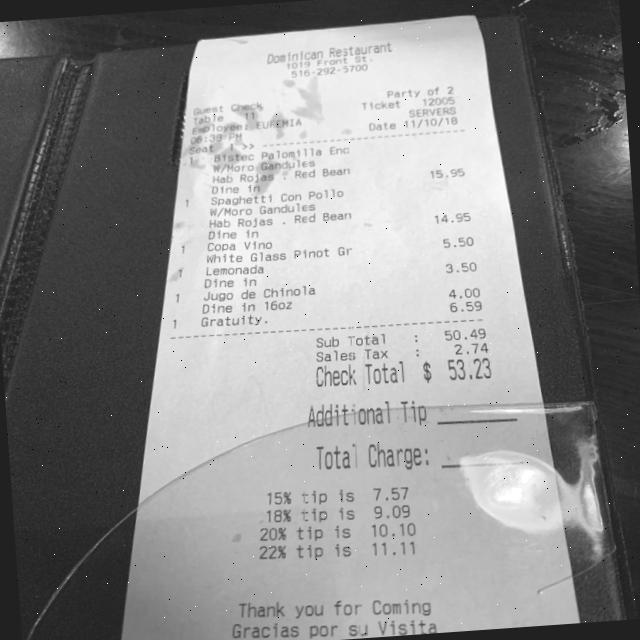 Dominican Restaurant
1019 Front St.
516-292-5700
Guest Check Party of 2
Table 11 Ticket 12005
Employee: EUFEMIA SERVERS
06:39 PM Date 11/10/18
Seat 1 >>
1 Bistec Palomilla Enc
W/Moro Gandules
Hab Rojas . Red Bean 15.95
Dine in
1 Spaghetti Con Pollo
W/Moro Gandules
Hab Rojas . Red Bean 14.95
Dine in
1 Copa Vino 5.50
White Glass Pinot Gr
1 Lemonada 3.50
Dine in
1 Jugo de Chinola 4.00
Dine in 16oz
1 Gratuity. 6.59
Sub Total : 50.49
Sales Tax : 2.74
Check Total $ 53.23
Additional Tip
Total Charge:
15% tip is 7.57
18% tip is 9.09
20% tip is 10.10
22% tip is 11.11
Thank you for Coming
Gracias por su Visita